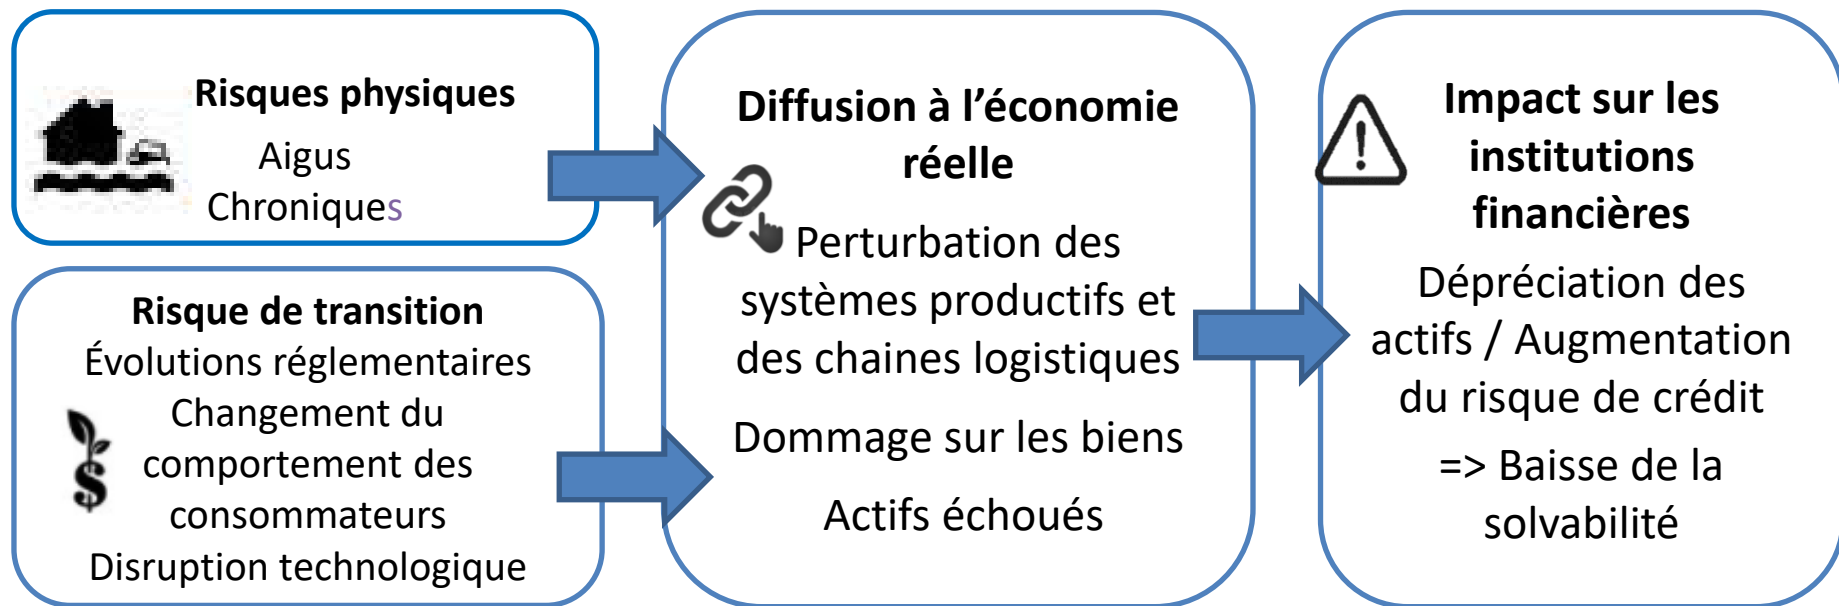 Risques physiques
Aigus
Chroniques
Risque de transition
Évolutions réglementaires
Changement du
comportement des
consommateurs
Disruption technologique
$
Diffusion à l’économie
réelle
Perturbation des
systèmes productifs et
des chaines logistiques
Dommage sur les biens
Actifs échoués
Impact sur les
institutions
financières
Dépréciation des
actifs / Augmentation
du risque de crédit
=> Baisse de la
solvabilité